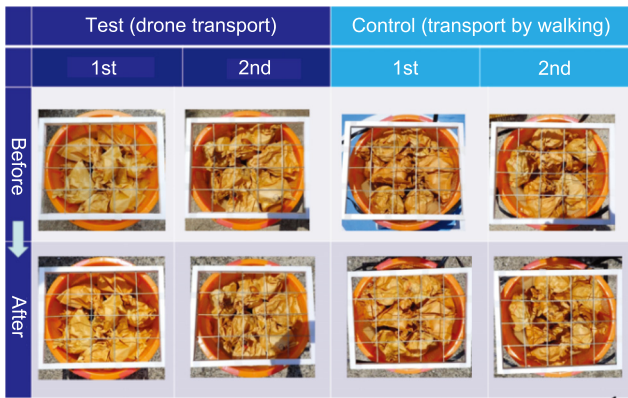 Test (drone transport)
Control (transport by walking)
1st
2nd
1st
2nd
Before
After